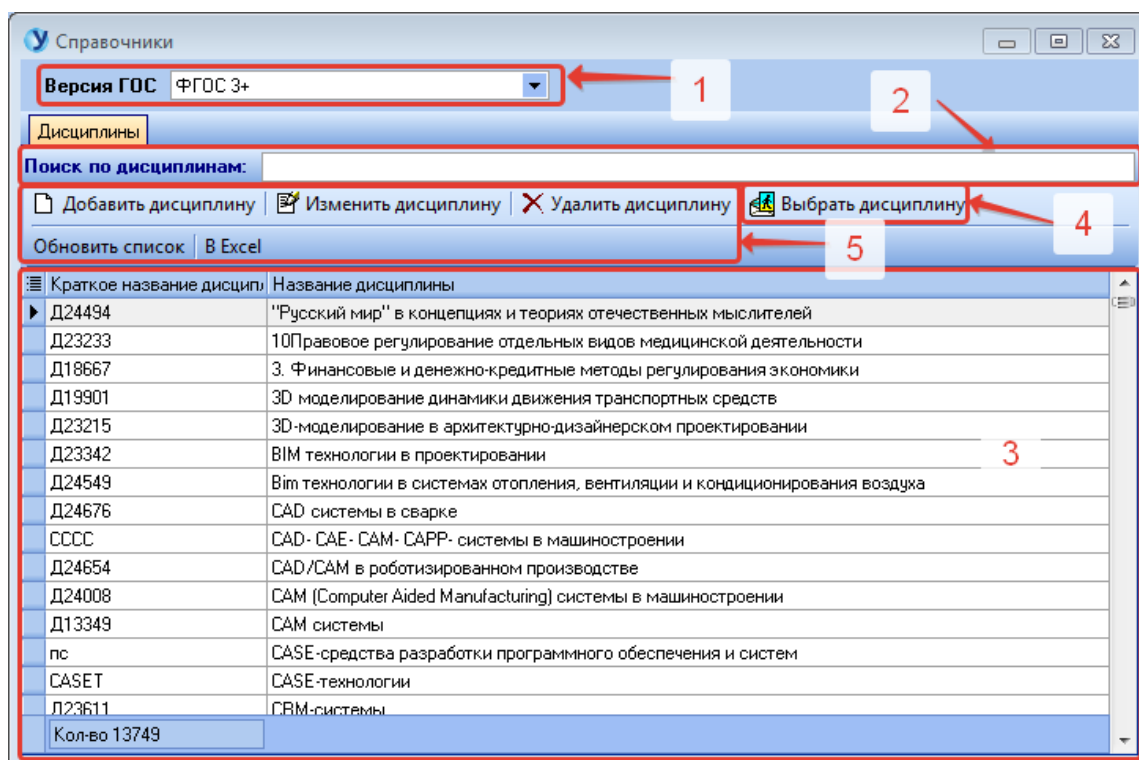 Справочники
Версия ГОС ФГОС 3+
1
2
Дисциплины
Поиск по дисциплинам:
Добавить дисциплину Изменить дисциплину Удалить дисциплину Выбрать дисциплину
4
Обновить список В Excel
5
Краткое название дисципл Название дисциплины
Д24494 "Русский мир" в концепциях и теориях отечественных мыслителей
Д23233 10Правовое регулирование отдельных видов медицинской деятельности
Д18667 3. Финансовые и денежно-кредитные методы регулирования экономики
Д19901 3D моделирование динамики движения транспортных средств
Д23215 3D-моделирование в архитектурно-дизайнерском проектировании
Д23342 BIM технологии в проектировании
3
Д24549 Bim технологии в системах отопления, вентиляции и кондиционирования воздуха
Д24676 CAD системы в сварке
СССС CAD- CAE- CAM- CAPP- системы в машиностроении
Д24654 CAD/CAM в роботизированном производстве
Д24008 CAM (Computer Aided Manufacturing) системы в машиностроении
Д13349 CAM системы
пс CASE-средства разработки программного обеспечения и систем
CASET CASE-технологии
Д23611 CRM-системы
Кол-во 13749